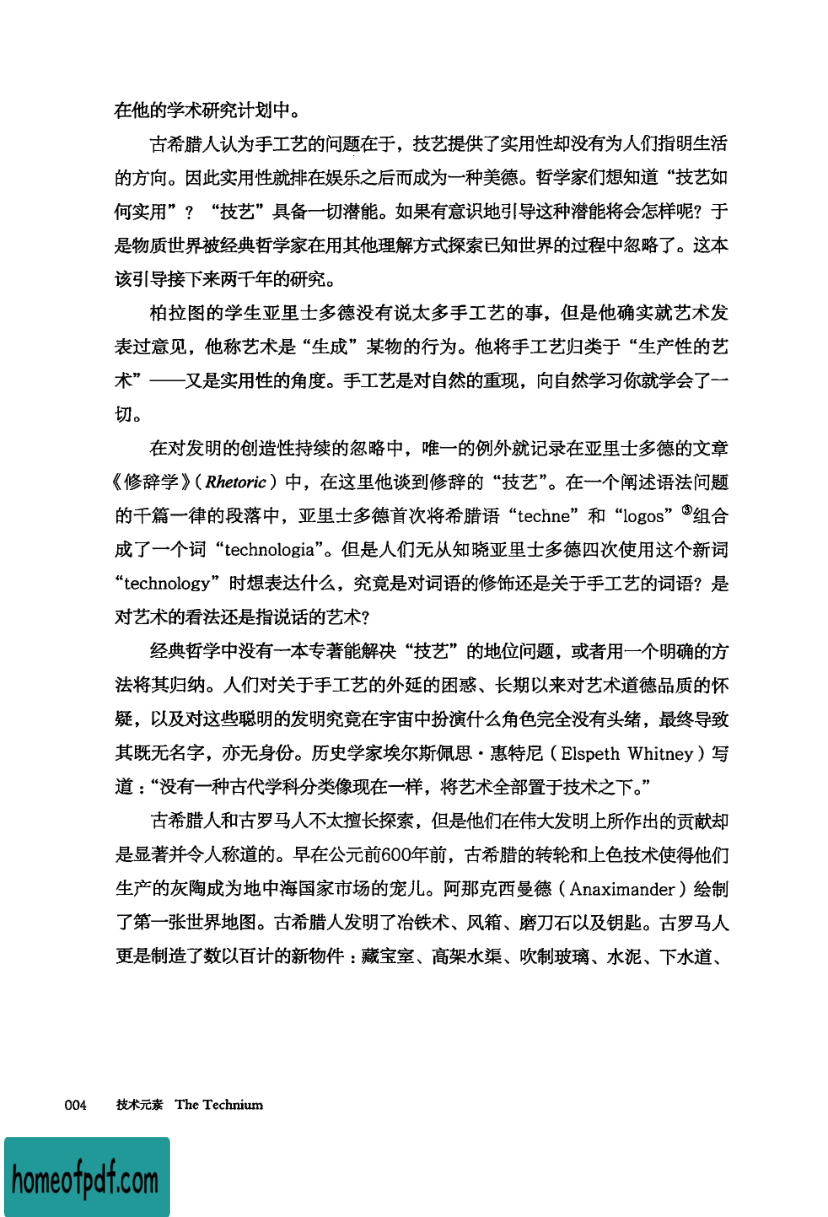 在他的学术研究计划中。
古希腊人认为手工艺的问题在于，技艺提供了实用性却没有为人们指明生活
的方向。因此实用性就排在娱乐之后而成为一种美德。哲学家们想知道“技艺如
何实用”？“技艺”具备一切潜能。如果有意识地引导这种潜能将会怎样呢？于
是物质世界被经典哲学家在用其他理解方式探索已知世界的过程中忽略了。这本
该引导接下来两千年的研究。
柏拉图的学生亚里士多德没有说太多手工艺的事，但是他确实就艺术发
表过意见，他称艺术是“生成”某物的行为。他将手工艺归类于“生产性的艺
术”——又是实用性的角度。手工艺是对自然的重现，向自然学习你就学会了一
切。
在对发明的创造性持续的忽略中，唯一的例外就记录在亚里士多德的文章
《修辞学》（Rhetoric）中，在这里他谈到修辞的“技艺”。在一个阐述语法问题
的千篇一律的段落中，亚里士多德首次将希腊语“techne”和“logos”③组合
成了一个词“technologia”。但是人们无从知晓亚里士多德四次使用这个新词
“technology”时想表达什么，究竟是对词语的修饰还是关于手工艺的词语？是
对艺术的看法还是指说话的艺术？
经典哲学中没有一本专著能解决“技艺”的地位问题，或者用一个明确的方
法将其归纳。人们对关于手工艺的外延的困惑、长期以来对艺术道德品质的怀
疑，以及对这些聪明的发明究竟在宇宙中扮演什么角色完全没有头绪，最终导致
其既无名字，亦无身份。历史学家埃尔斯佩思·惠特尼（Elspeth Whitney）写
道：“没有一种古代学科分类像现在一样，将艺术全部置于技术之下。”
古希腊人和古罗马人不太擅长探索，但是他们在伟大发明上所作出的贡献却
是显著并令人称道的。早在公元前600年前，古希腊的转轮和上色技术使得他们
生产的灰陶成为地中海国家市场的宠儿。阿那克西曼德（Anaximander）绘制
了第一张世界地图。古希腊人发明了冶铁术、风箱、磨刀石以及钥匙。古罗马人
更是制造了数以百计的新物件：藏宝室、高架水渠、吹制玻璃、水泥、下水道、
004 技术元素 The Technium
homeofpdf.com